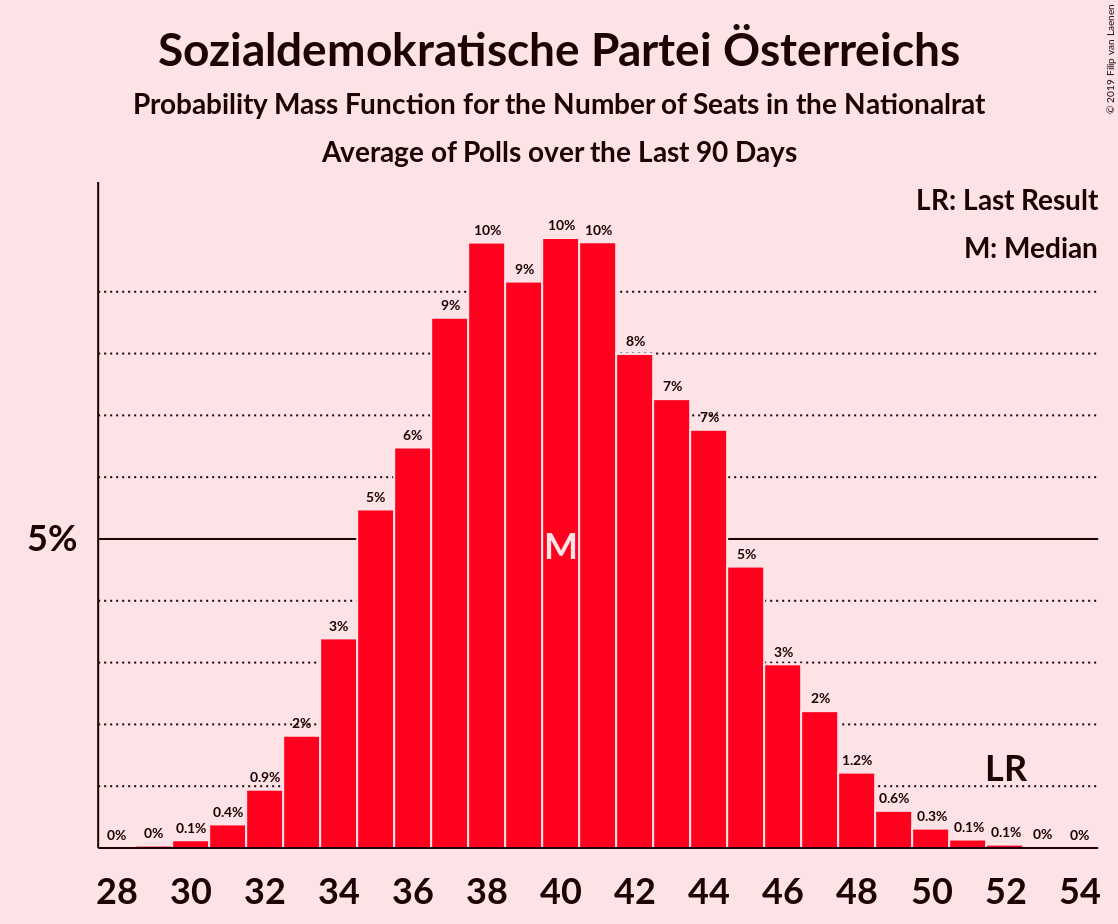 Sozialdemokratische Partei Österreichs
Probability Mass Function for the Number of Seats in the Nationalrat
Average of Polls over the Last 90 Days
© 2019 Filip van Laenen
LR: Last Result
M: Median
5%
0% 0% 0.1% 0.4% 0.9% 2% 3% 5% 6% 9% 10% 9% 10% 10% 8% 7% 7% 5% 3% 2% 1.2% 0.6% 0.3% 0.1% 0.1% 0% 0%
M
LR
28 30 32 34 36 38 40 42 44 46 48 50 52 54